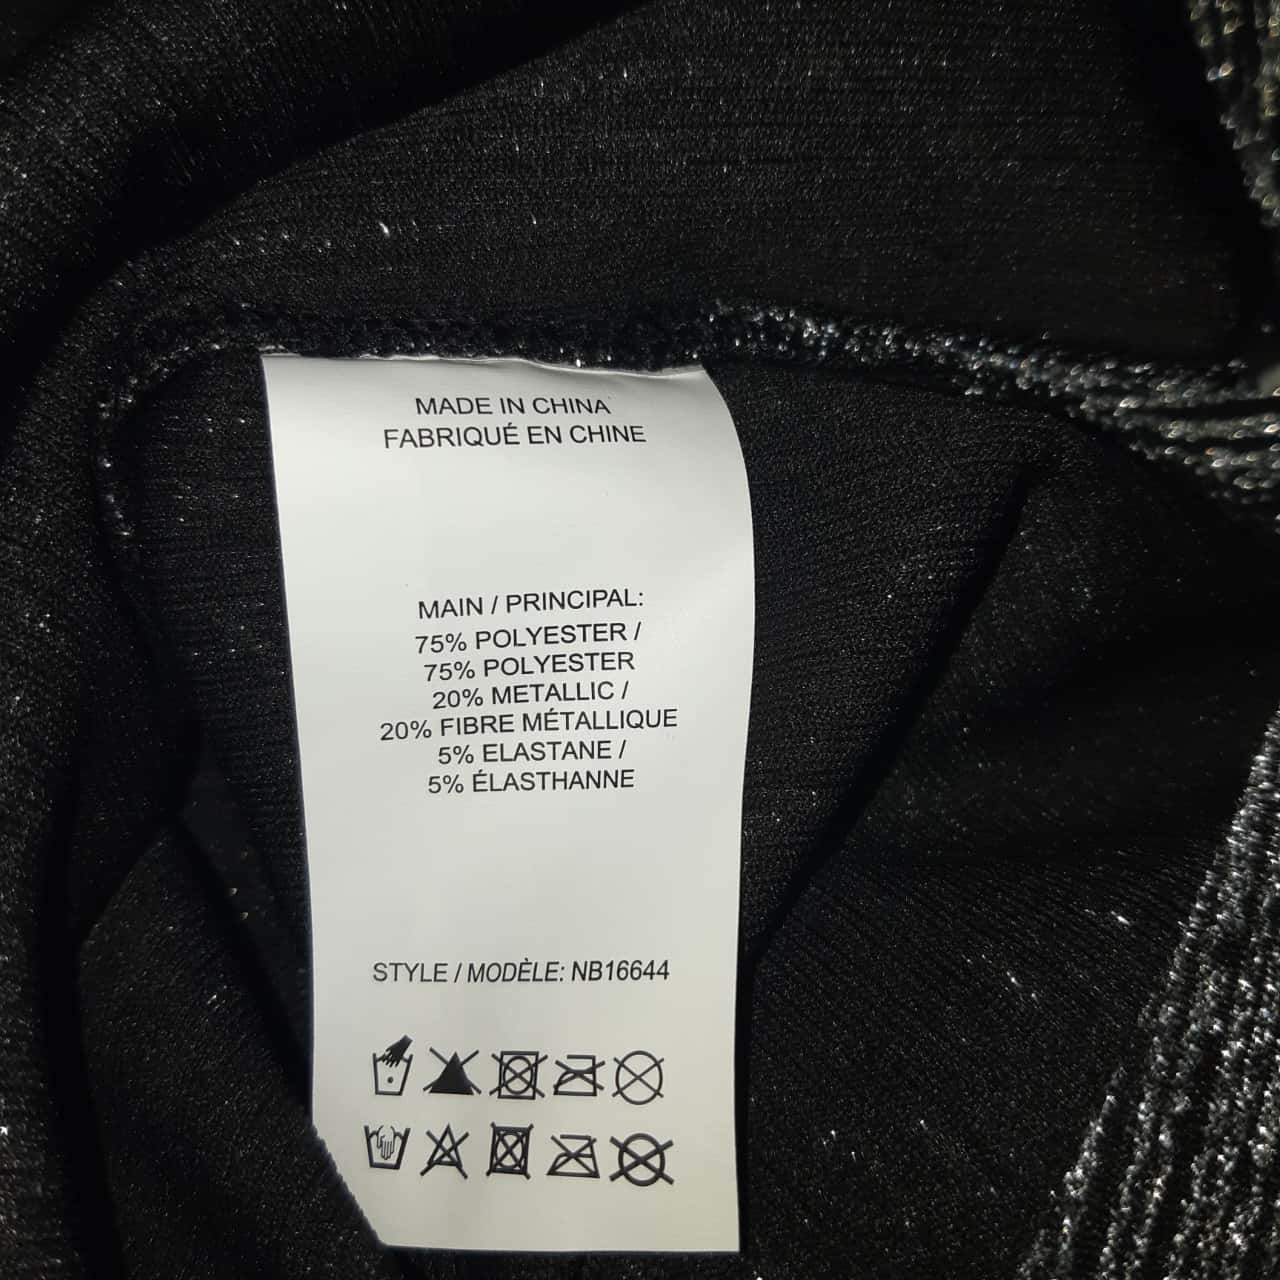 MADE IN CHINA
FABRIQUÉ EN CHINE
MAIN / PRINCIPAL:
75% POLYESTER /
75% POLYESTER
20% METALLIC /
20% FIBRE MÉTALLIQUE
5% ELASTANE /
5% ÉLASTHANNE
STYLE / MODÈLE: NB16644